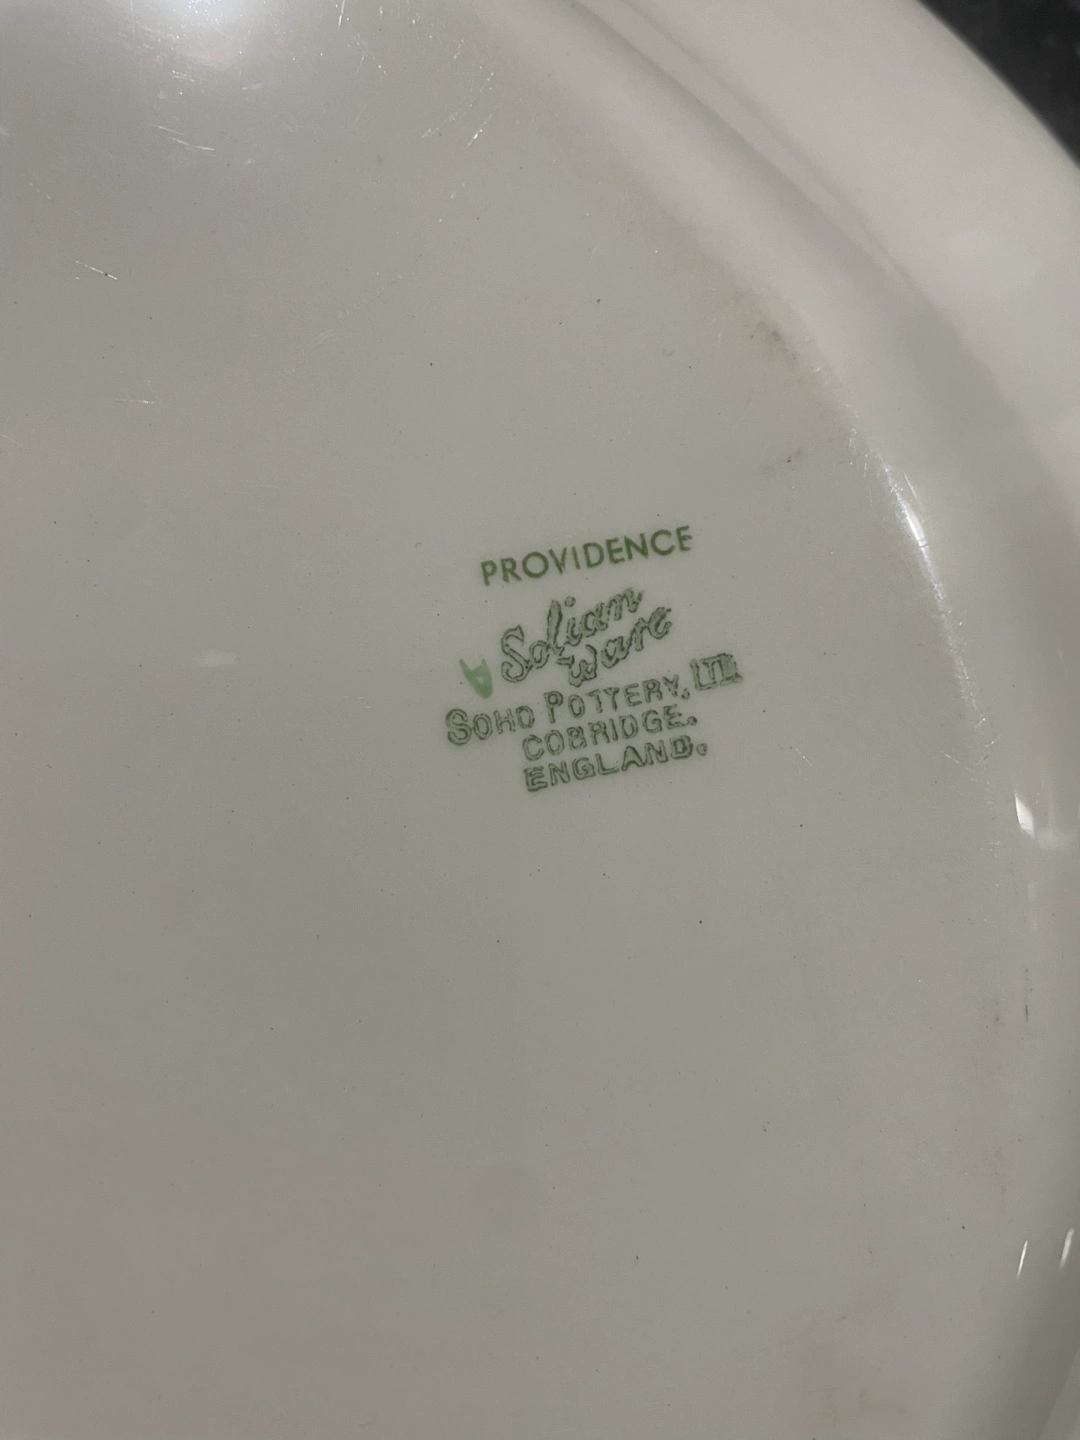 PROVIDENCE
Solian
Ware
A
SOHO POTTERY, LTD.
COBRIDGE.
ENGLAND.